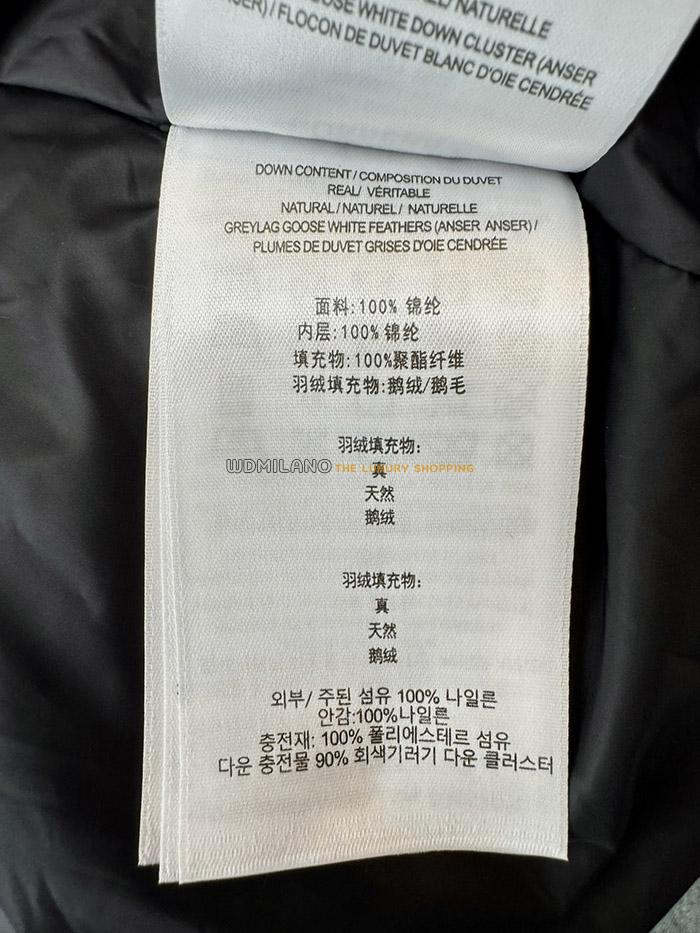 NATURELLE
GOOSE WHITE DOWN CLUSTER (ANSER
ANSER) / FLOCON DE DUVET BLANC D'OIE CENDRÉE
DOWN CONTENT / COMPOSITION DU DUVET
REAL/ VÉRITABLE
NATURAL / NATUREL / NATURELLE
GREYLAG GOOSE WHITE FEATHERS (ANSER ANSER) /
PLUMES DE DUVET GRISES D'OIE CENDRÉE
面料:100% 锦纶
内层:100% 锦纶
填充物:100%聚酯纤维
羽绒填充物:鹅绒/鹅毛
羽绒填充物:
WDMILANO THE LUXURY SHOPPING
真
天然
鹅绒
羽绒填充物:
真
天然
鹅绒
외부/ 주된 섬유 100% 나일른
안감:100%나일른
충전재: 100% 폴리에스테르 섬유
다운 충전물 90% 회색기러기 다운 클러스터